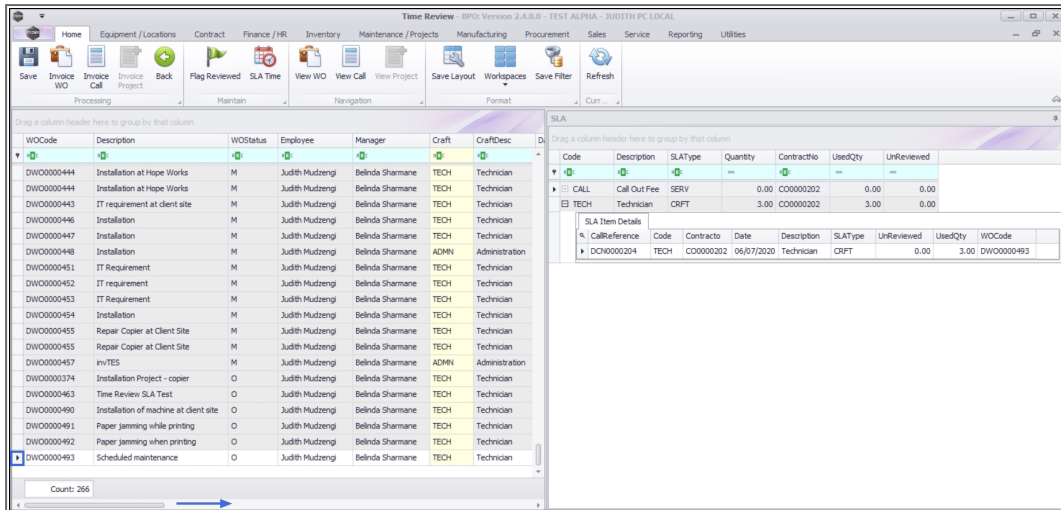 Time Review - BPO: Version 2.4.0.0 - TEST ALPHA - JUDITH PC LOCAL
Home Equipment / Locations Contract Finance / HR Inventory Maintenance / Projects Manufacturing Procurement Sales Service Reporting Utilities
Save Invoice WO Invoice Call Invoice Project Back Flag Reviewed SLA Time View WO View Call View Project Save Layout Workspaces Save Filter Refresh
Processing Maintain Navigation Format Curr...
Drag a column header here to group by that column
WOCode Description WOStatus Employee Manager Craft CraftDesc
DWO0000444 Installation at Hope Works M Judith Mudzengi Belinda Sharmane TECH Technician
DWO0000444 Installation at Hope Works M Judith Mudzengi Belinda Sharmane TECH Technician
DWO0000443 IT requirement at client site M Judith Mudzengi Belinda Sharmane TECH Technician
DWO0000446 Installation M Judith Mudzengi Belinda Sharmane TECH Technician
DWO0000447 Installation M Judith Mudzengi Belinda Sharmane TECH Technician
DWO0000448 Installation M Judith Mudzengi Belinda Sharmane ADMN Administration
DWO0000451 IT Requirement M Judith Mudzengi Belinda Sharmane TECH Technician
DWO0000452 IT requirement M Judith Mudzengi Belinda Sharmane TECH Technician
DWO0000453 IT Requirement M Judith Mudzengi Belinda Sharmane TECH Technician
DWO0000454 Installation M Judith Mudzengi Belinda Sharmane TECH Technician
DWO0000455 Repair Copier at Client Site M Judith Mudzengi Belinda Sharmane TECH Technician
DWO0000455 Repair Copier at Client Site M Judith Mudzengi Belinda Sharmane TECH Technician
DWO0000457 invTES M Judith Mudzengi Belinda Sharmane ADMN Administration
DWO0000374 Installation Project - copier O Judith Mudzengi Belinda Sharmane TECH Technician
DWO0000463 Time Review SLA Test O Judith Mudzengi Belinda Sharmane TECH Technician
DWO0000490 Installation of machine at client site O Judith Mudzengi Belinda Sharmane TECH Technician
DWO0000491 Paper jamming while printing O Judith Mudzengi Belinda Sharmane TECH Technician
DWO0000492 Paper jamming when printing O Judith Mudzengi Belinda Sharmane TECH Technician
DWO0000493 Scheduled maintenance O Judith Mudzengi Belinda Sharmane TECH Technician
Count: 266
SLA
Drag a column header here to group by that column
Code Description SLAType Quantity ContractNo UsedQty UnReviewed
CALL Call Out Fee SERV 0.00 CO0000202 0.00 0.00
TECH Technician CRFT 3.00 CO0000202 3.00 0.00
SLA Item Details
CallReference Code Contracto Date Description SLAType UnReviewed UsedQty WOCode
DCN0000204 TECH CO0000202 06/07/2020 Technician CRFT 0.00 3.00 DWO0000493